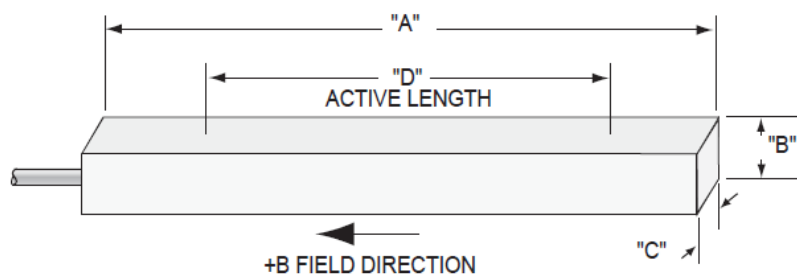 "A"
"D"
ACTIVE LENGTH
"B"
"C"
+B FIELD DIRECTION